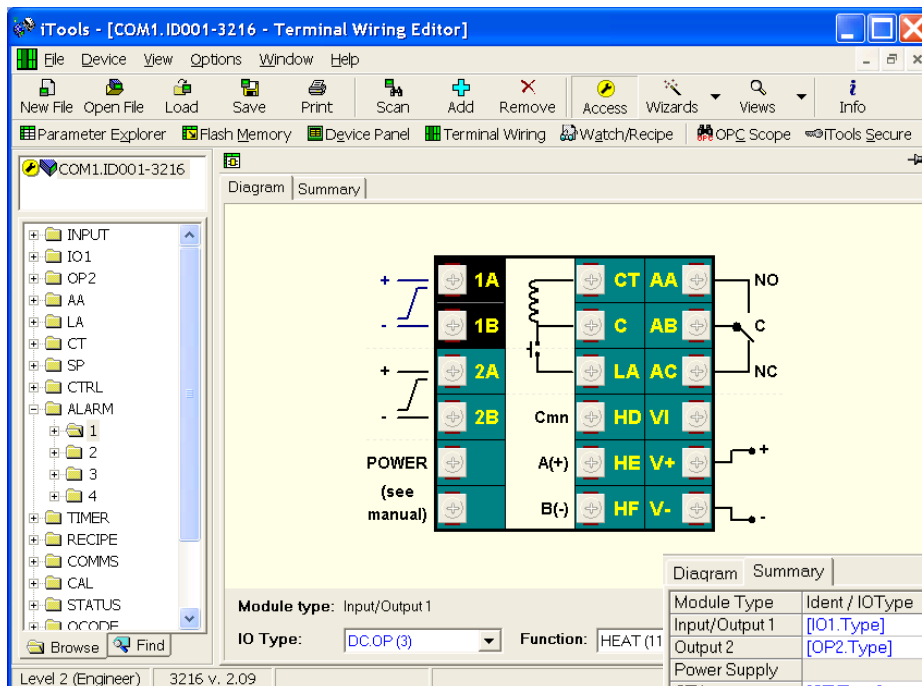 iTools - [COM1.ID001-3216 - Terminal Wiring Editor]
File Device View Options Window Help
New File Open File Load Save Print Scan Add Remove Access Wizards Views Info
Parameter Explorer Flash Memory Device Panel Terminal Wiring Watch/Recipe OPC Scope iTools Secure
COM1.ID001-3216
Diagram Summary
INPUT
IO1
OP2
AA
LA
CT
SP
CTRL
ALARM
1
2
3
4
TIMER
RECIPE
COMMS
CAL
STATUS
QCODE
Browse Find
+ 1A CT AA NO
- 1B C AB C
+ 2A LA AC NC
- 2B Cmn HD VI
POWER A(+) HE V+ +
(see
manual) B(-) HF V- -
Module type: Input/Output 1
IO Type: DC.OP (3) Function: HEAT (11
Diagram Summary
Module Type Ident / IOType
Input/Output 1 [IO1.Type]
Output 2 [OP2.Type]
Power Supply
Level 2 (Engineer) 3216 v. 2.09